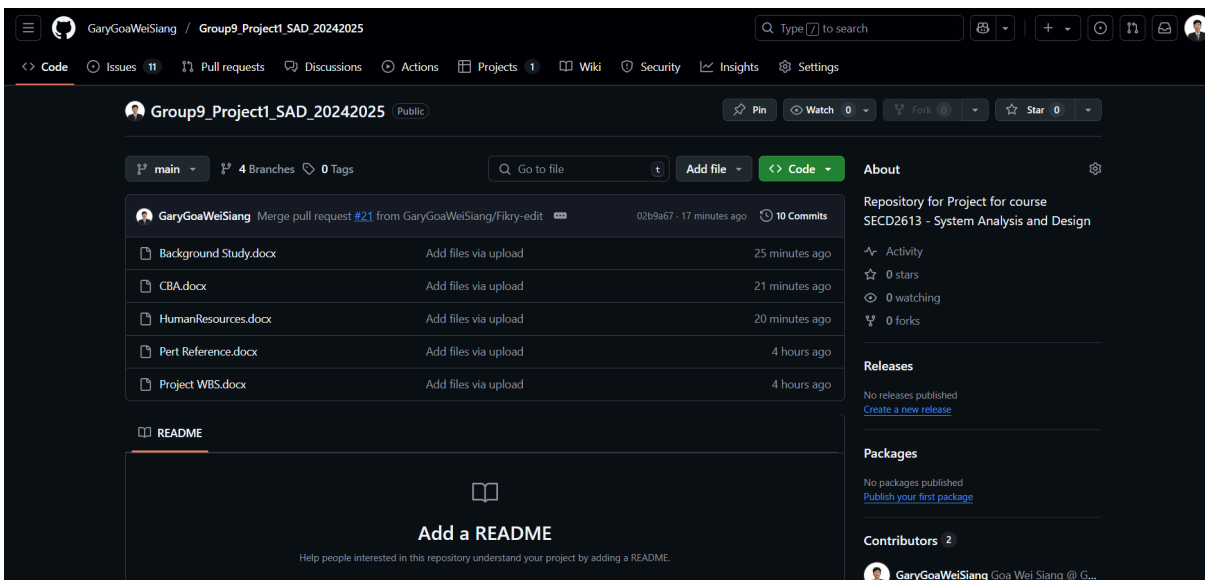 GaryGoaWeiSiang / Group9_Project1_SAD_20242025
Type / to search
Code Issues 11 Pull requests Discussions Actions Projects 1 Wiki Security Insights Settings
Group9_Project1_SAD_20242025 Public
Pin Watch 0 Fork 0 Star 0
main 4 Branches 0 Tags Go to file t Add file Code
GaryGoaWeiSiang Merge pull request #21 from GaryGoaWeiSiang/Fikry-edit 02b9a67 · 17 minutes ago 10 Commits
Background Study.docx Add files via upload 25 minutes ago
CBA.docx Add files via upload 21 minutes ago
HumanResources.docx Add files via upload 20 minutes ago
Pert Reference.docx Add files via upload 4 hours ago
Project WBS.docx Add files via upload 4 hours ago
README
Add a README
Help people interested in this repository understand your project by adding a README.
About
Repository for Project for course
SECD2613 - System Analysis and Design
Activity
0 stars
0 watching
0 forks
Releases
No releases published
Create a new release
Packages
No packages published
Publish your first package
Contributors 2
GaryGoaWeiSiang Goa Wei Siang @ G...